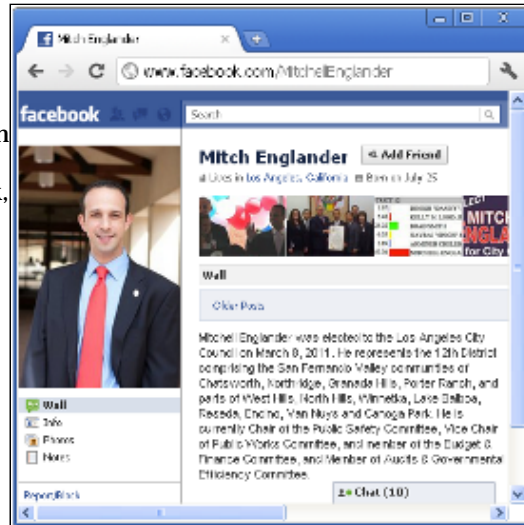 Mitch Englander
www.facebook.com/MitchellEnglander
facebook
Search
Mitch Englander Add Friend
Lives in Los Angeles, California Born on July 25
MITCH
for City
Wall
Older Posts
Mitchell Englander was elected to the Los Angeles City
Council on March 8, 2011. He represents the 12th District
comprising the San Fernando Valley communities of
Chatsworth, Northridge, Granada Hills, Porter Ranch, and
parts of West Hills, North Hills, Winnetka, Lake Balboa,
Reseda, Encino, Van Nuys and Canoga Park. He is
currently Chair of the Public Safety Committee, Vice Chair
of Public Works Committee, and member of the Budget &
Finance Committee, and Member of Audits & Governmental
Efficiency Committee.
Wall
Info
Photos
Notes
Report/Block
Chat (10)